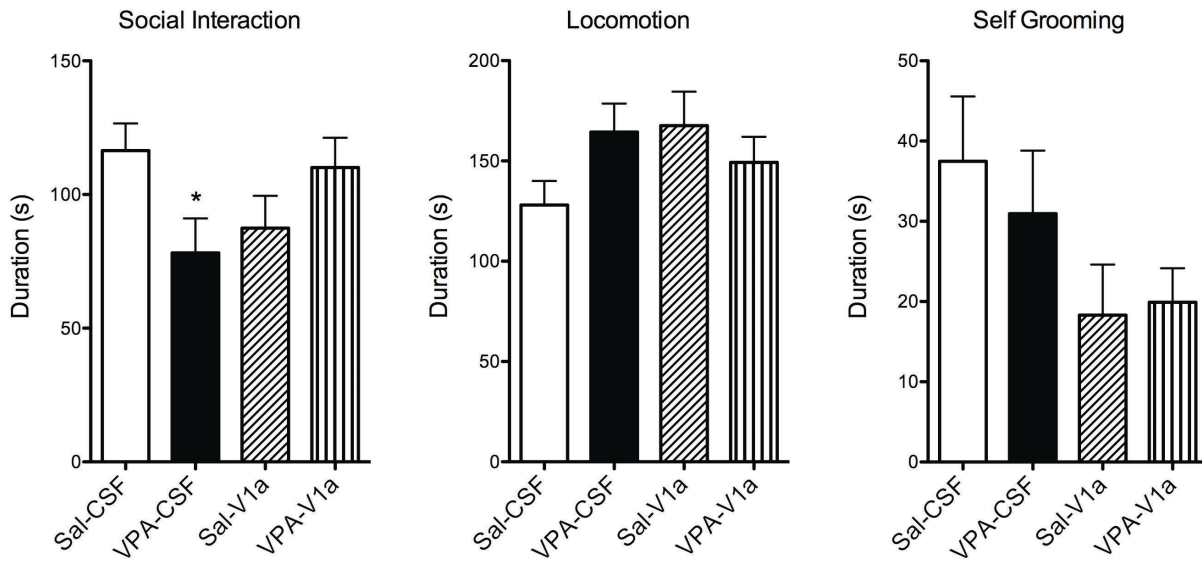 Social Interaction
Duration (s)
150
100
50
0
*
Sal-CSF
VPA-CSF
Sal-V1a
VPA-V1a
Locomotion
Duration (s)
200
150
100
50
0
Sal-CSF
VPA-CSF
Sal-V1a
VPA-V1a
Self Grooming
Duration (s)
50
40
30
20
10
0
Sal-CSF
VPA-CSF
Sal-V1a
VPA-V1a